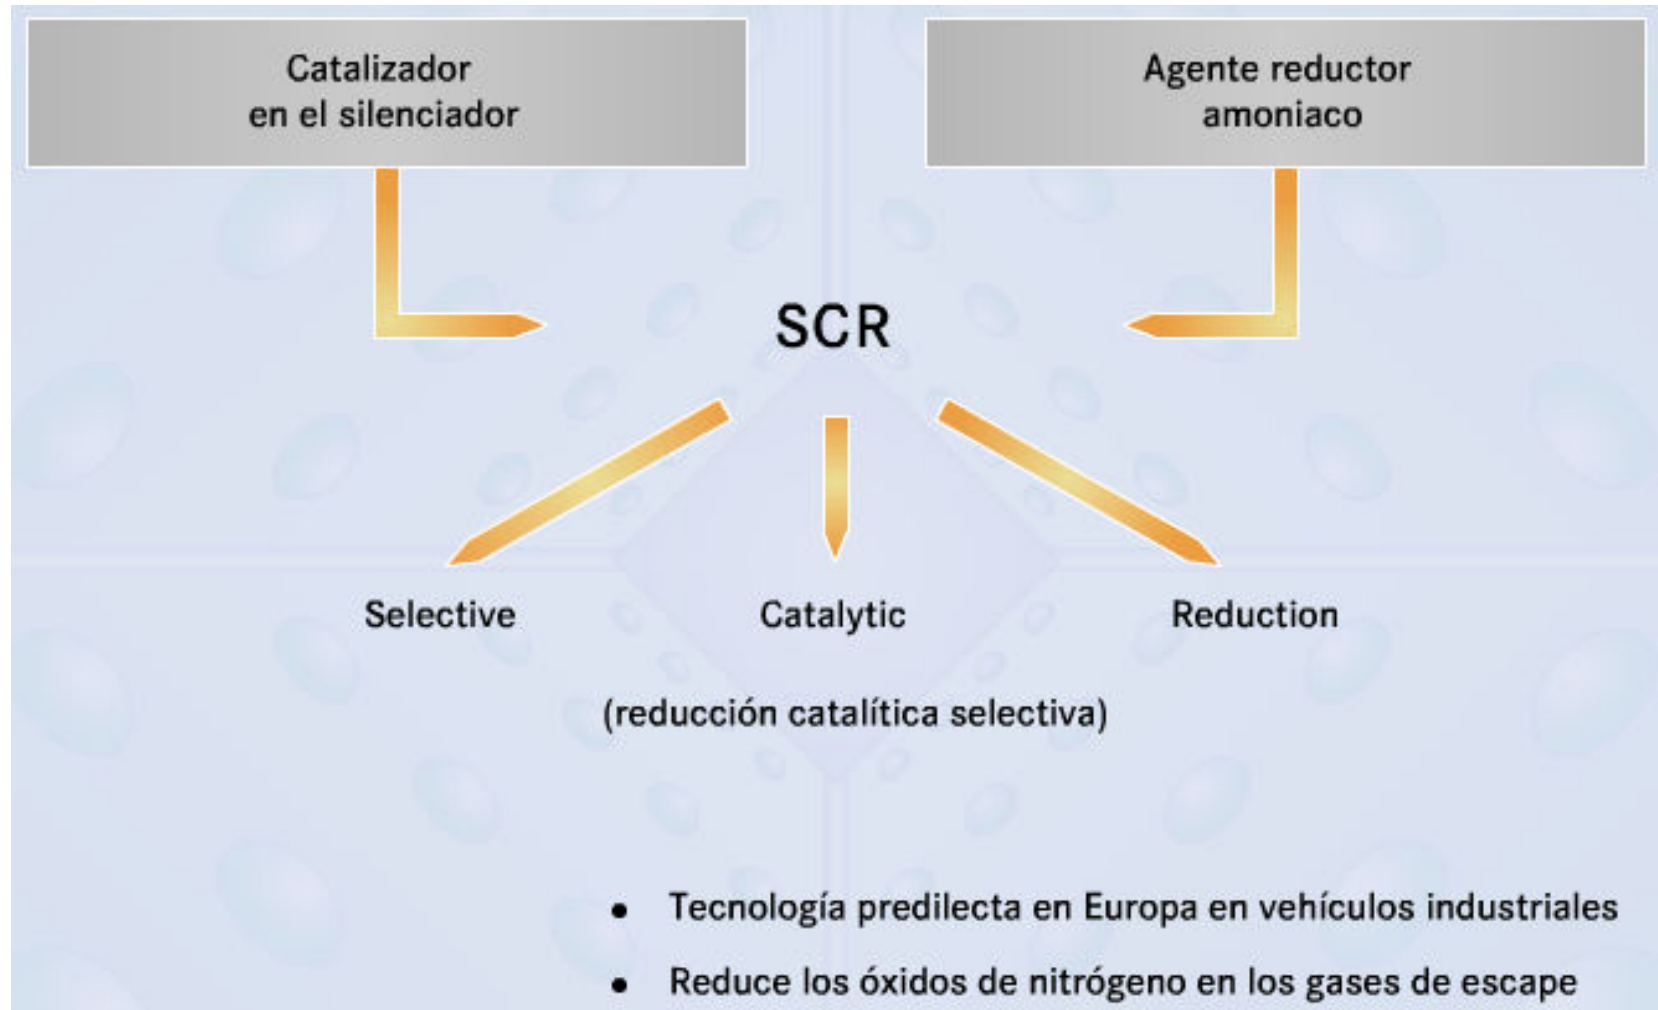 Catalizador
en el silenciador
Agente reductor
amoniaco
SCR
Selective
Catalytic
Reduction
(reducción catalítica selectiva)
• Tecnología predilecta en Europa en vehículos industriales
• Reduce los óxidos de nitrógeno en los gases de escape